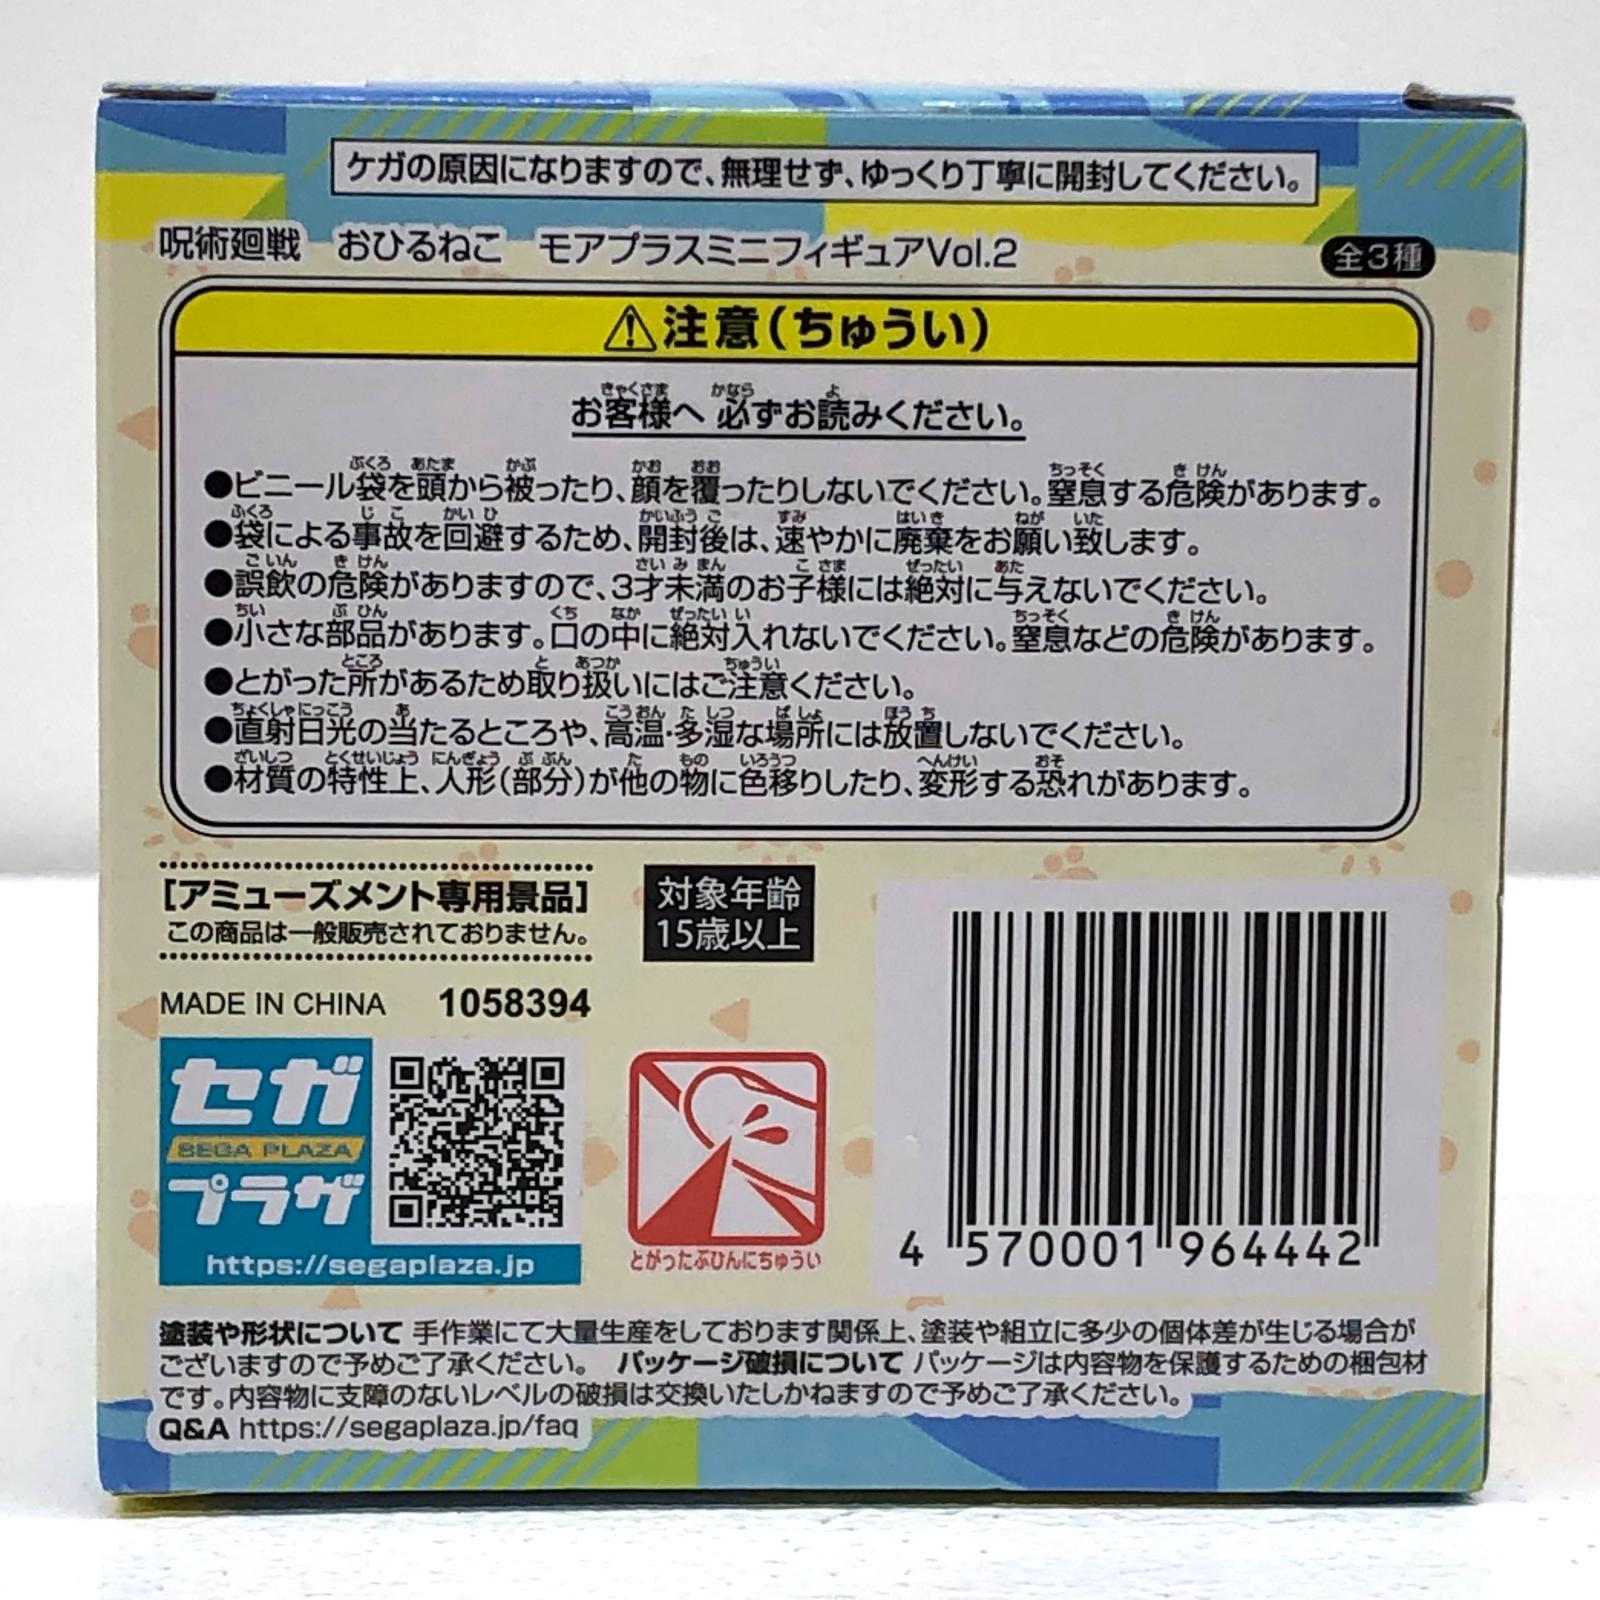 ケガの原因になりますので、無理せず、ゆっくり丁寧に開封してください。
呪術廻戦　おひるねこ　モアプラスミニフィギュアVol.2
全3種
⚠注意(ちゅうい)
お客様へ 必ずお読みください。
●ビニール袋を頭から被ったり、顔を覆ったりしないでください。窒息する危険があります。
●袋による事故を回避するため、開封後は、速やかに廃棄をお願い致します。
●誤飲の危険がありますので、3才未満のお子様には絶対に与えないでください。
●小さな部品があります。口の中に絶対入れないでください。窒息などの危険があります。
●とがった所があるため取り扱いにはご注意ください。
●直射日光の当たるところや、高温・多湿な場所には放置しないでください。
●材質の特性上、人形(部分)が他の物に色移りしたり、変形する恐れがあります。
[アミューズメント専用景品]
この商品は一般販売されておりません。
対象年齢
15歳以上
MADE IN CHINA　1058394
セガ
SEGA PLAZA
プラザ
https://segaplaza.jp
とがったぶひんにちゅうい
4 570001 964442
塗装や形状について 手作業にて大量生産をしております関係上、塗装や組立に多少の個体差が生じる場合が
ございますので予めご了承ください。　パッケージ破損について パッケージは内容物を保護するための梱包材
です。内容物に支障のないレベルの破損は交換いたしかねますので予めご了承ください。
Q&A https://segaplaza.jp/faq